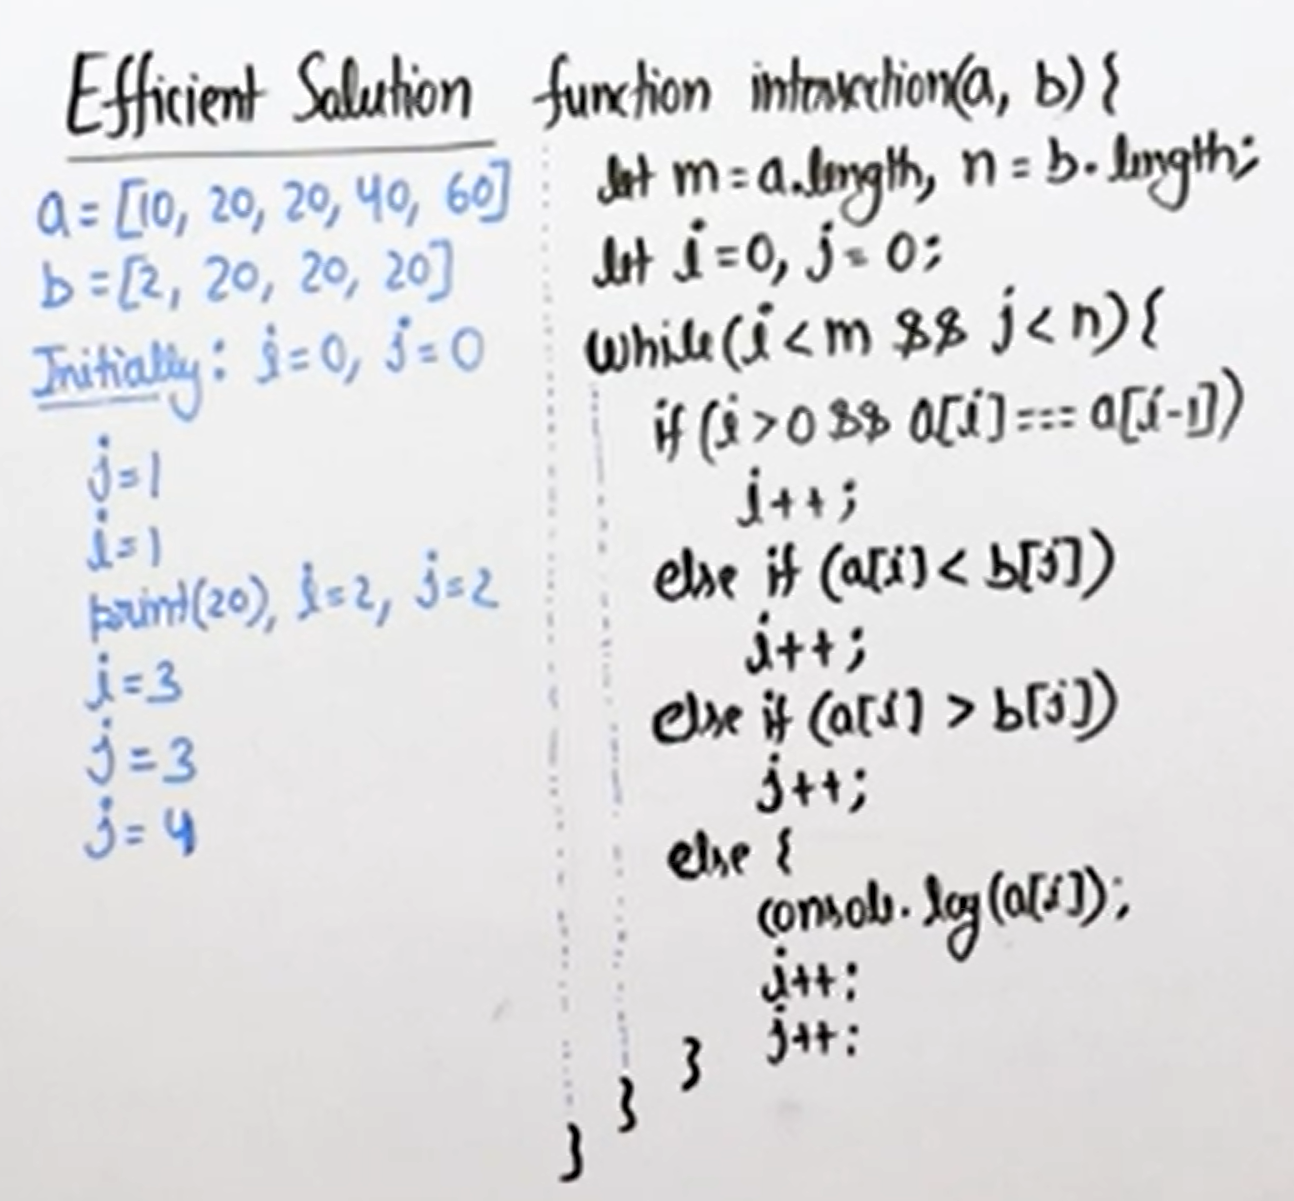 Efficient Solution
a = [10, 20, 20, 40, 60]
b = [2, 20, 20, 20]
Initially: i=0, j=0
j=1
i=1
print(20), i=2, j=2
i=3
j=3
j=4
function intersection(a, b) {
let m = a.length, n = b.length;
let i=0, j=0;
while(i<m && j<n){
if (i>0 && a[i] === a[i-1])
i++;
else if (a[i] < b[j])
i++;
else if (a[i] > b[j])
j++;
else {
console.log(a[i]);
i++;
j++;
}
}
}